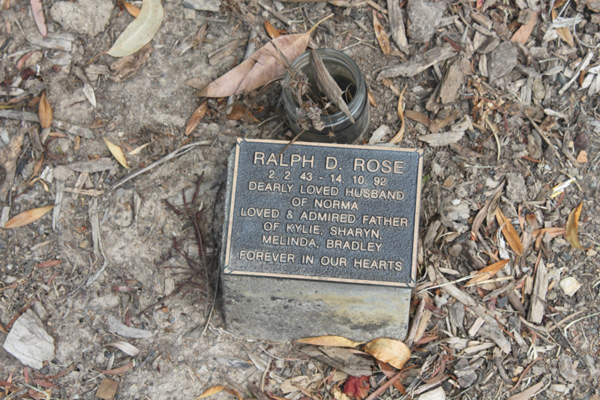 RALPH D. ROSE
2. 2. 43 - 14. 10. 92
DEARLY LOVED HUSBAND
OF NORMA
LOVED & ADMIRED FATHER
OF KYLIE, SHARYN,
MELINDA, BRADLEY
FOREVER IN OUR HEARTS